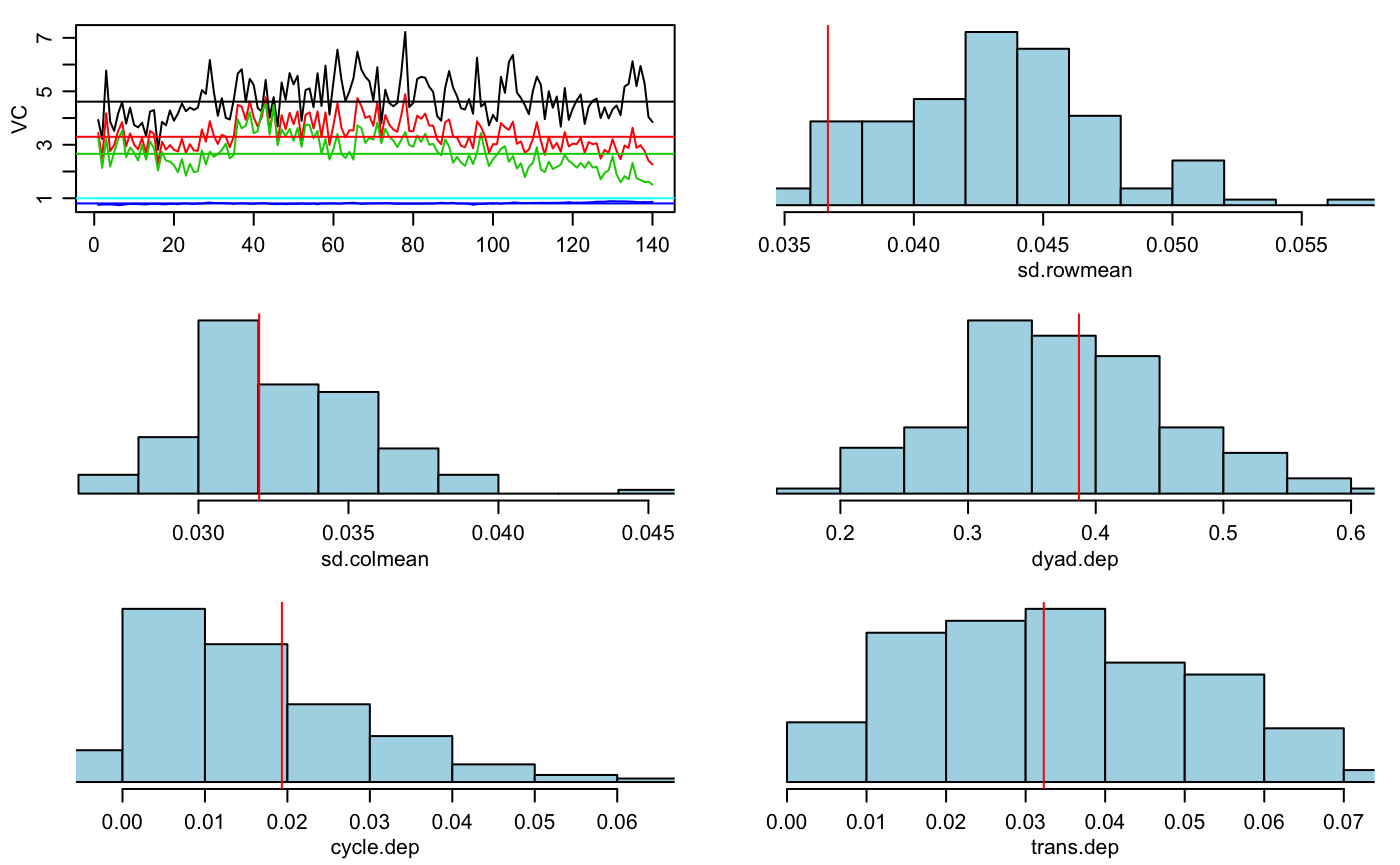 VC
7
5
3
1
0 20 40 60 80 100 120 140
0.035 0.040 0.045 0.050 0.055
sd.rowmean
0.030 0.035 0.040 0.045
sd.colmean
0.2 0.3 0.4 0.5 0.6
dyad.dep
0.00 0.01 0.02 0.03 0.04 0.05 0.06
cycle.dep
0.00 0.01 0.02 0.03 0.04 0.05 0.06 0.07
trans.dep